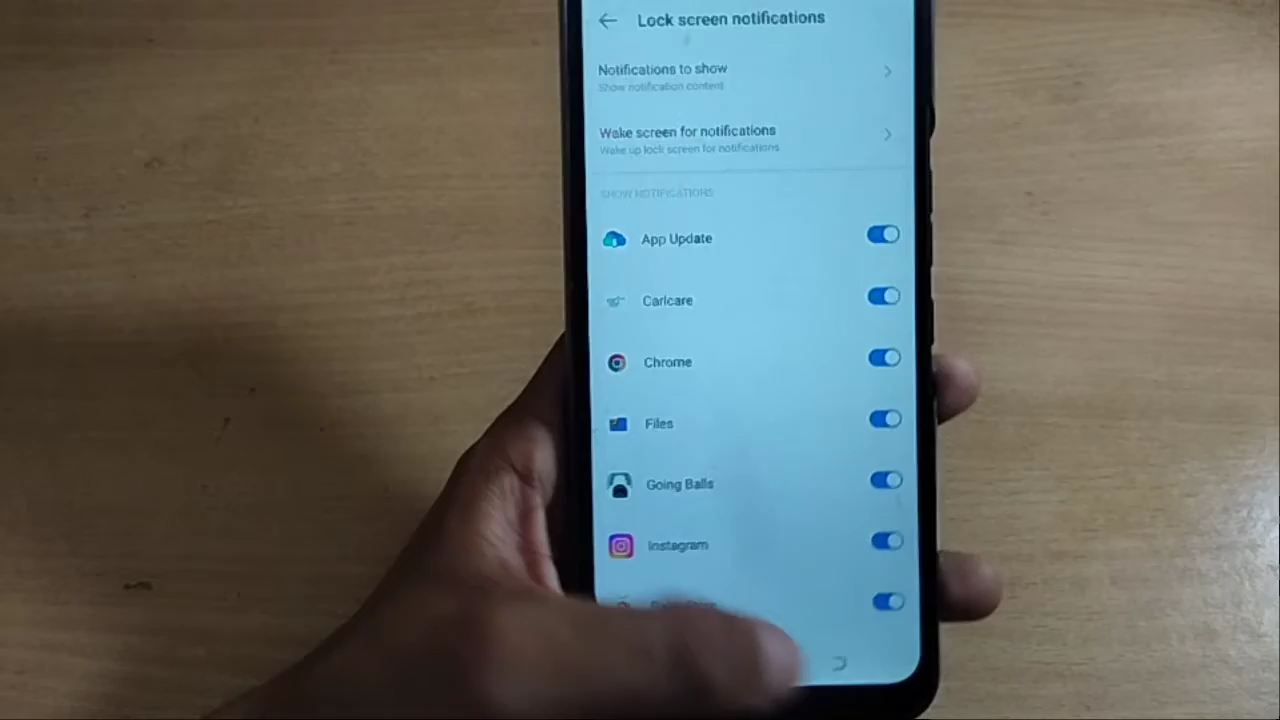 Lock screen notifications
Notifications to show
Show notification content
Wake screen for notifications
Wake up lock screen for notifications
SHOW NOTIFICATIONS
App Update
Carlcare
Chrome
Files
Going Balls
Instagram